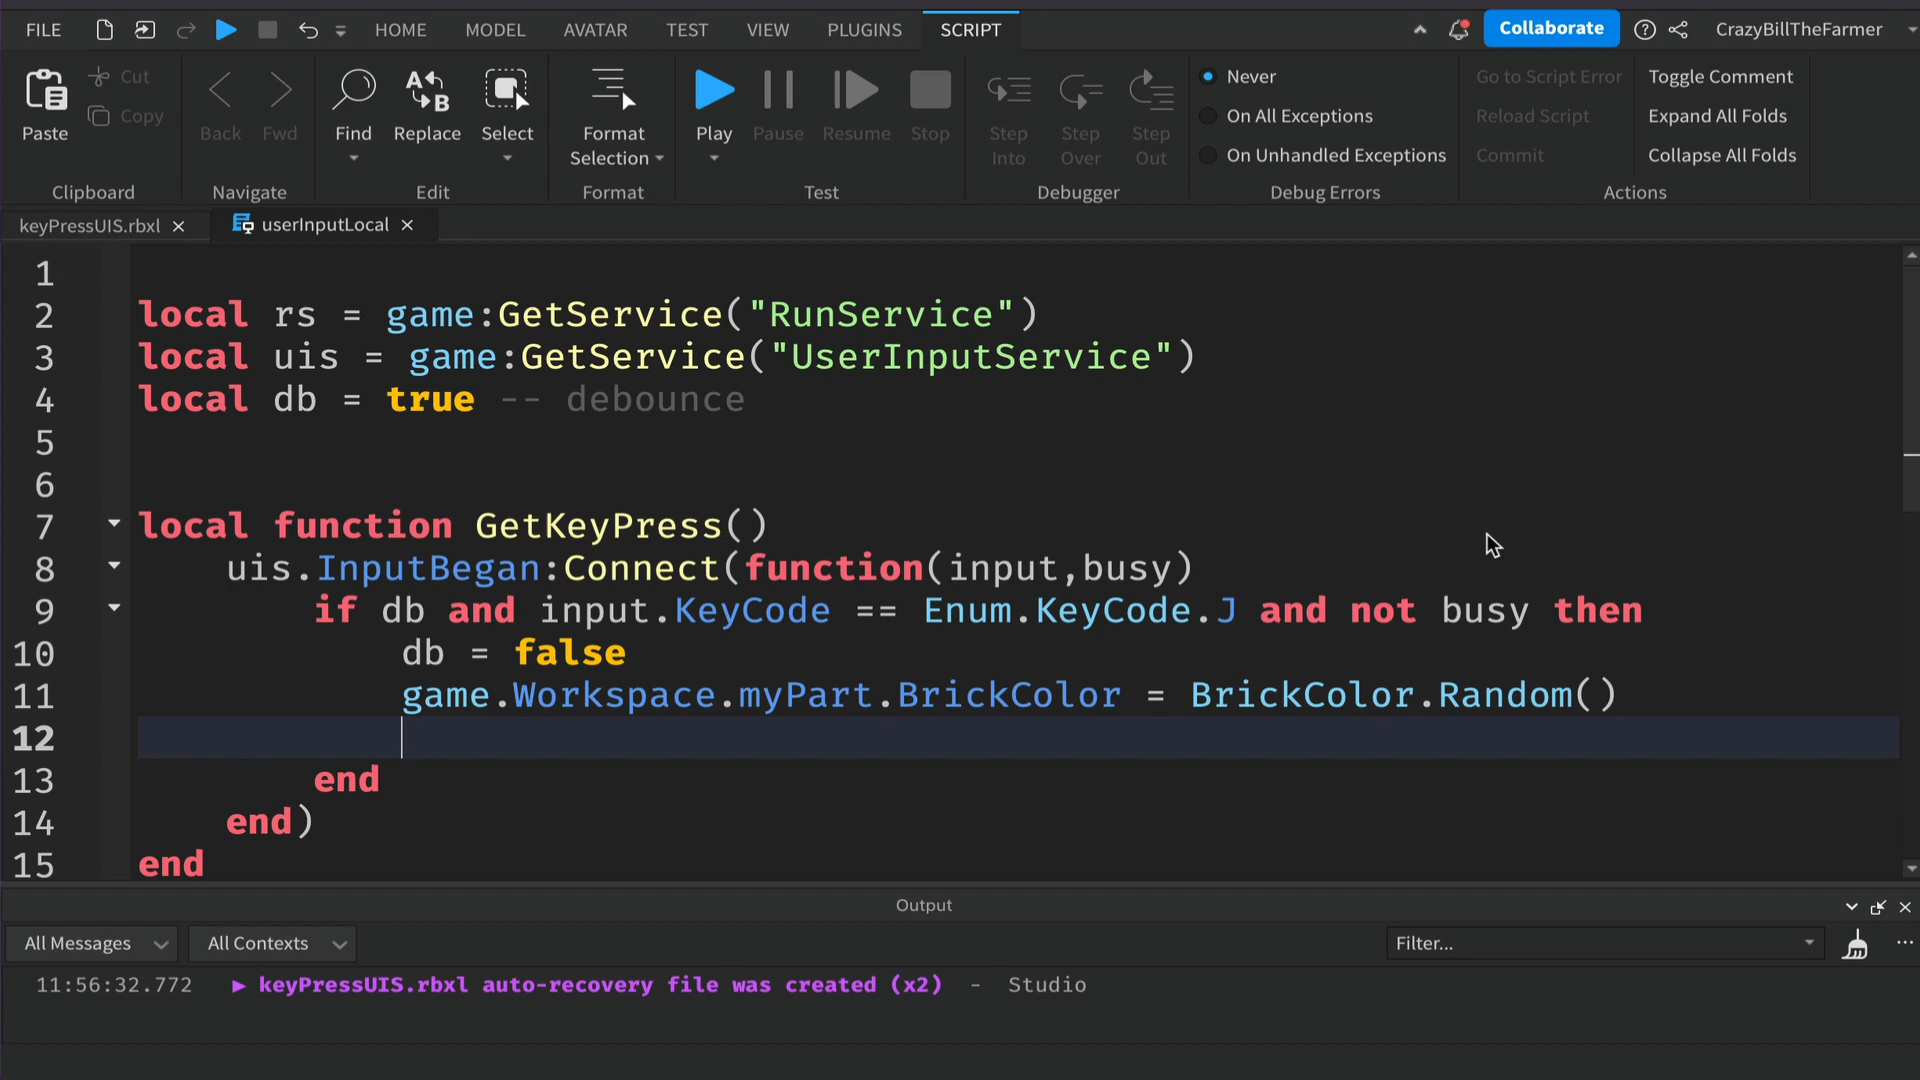 FILE HOME MODEL AVATAR TEST VIEW PLUGINS SCRIPT Collaborate CrazyBillTheFarmer
Paste Cut Copy
Clipboard
Back Fwd
Navigate
Find Replace Select
Edit
Format Selection
Format
Play Pause Resume Stop
Test
Step Into Step Over Step Out
Debugger
Never
On All Exceptions
On Unhandled Exceptions
Debug Errors
Go to Script Error
Reload Script
Commit
Toggle Comment
Expand All Folds
Collapse All Folds
Actions
keyPressUIS.rbxl userInputLocal
1
2 local rs = game:GetService("RunService")
3 local uis = game:GetService("UserInputService")
4 local db = true -- debounce
5
6
7 local function GetKeyPress()
8 uis.InputBegan:Connect(function(input,busy)
9 if db and input.KeyCode == Enum.KeyCode.J and not busy then
10 db = false
11 game.Workspace.myPart.BrickColor = BrickColor.Random()
12
13 end
14 end)
15 end
Output
All Messages All Contexts Filter...
11:56:32.772 keyPressUIS.rbxl auto-recovery file was created (x2) - Studio